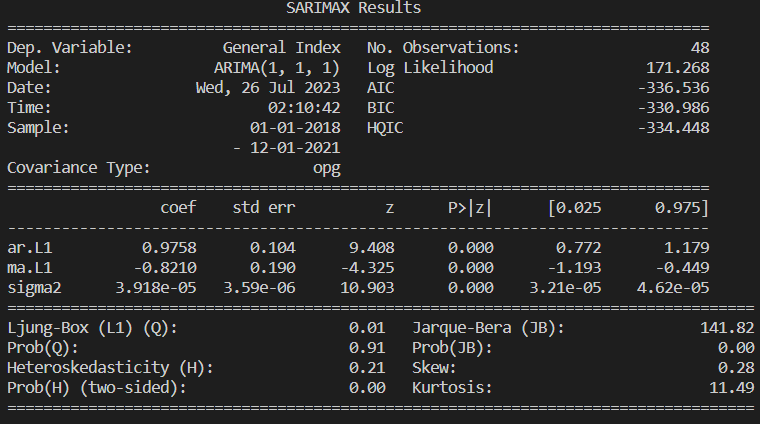 SARIMAX Results
==============================================================================
Dep. Variable: General Index No. Observations: 48
Model: ARIMA(1, 1, 1) Log Likelihood 171.268
Date: Wed, 26 Jul 2023 AIC -336.536
Time: 02:10:42 BIC -330.986
Sample: 01-01-2018 HQIC -334.448
- 12-01-2021
Covariance Type: opg
==============================================================================
coef std err z P>|z| [0.025 0.975]
------------------------------------------------------------------------------
ar.L1 0.9758 0.104 9.408 0.000 0.772 1.179
ma.L1 -0.8210 0.190 -4.325 0.000 -1.193 -0.449
sigma2 3.918e-05 3.59e-06 10.903 0.000 3.21e-05 4.62e-05
===================================================================================
Ljung-Box (L1) (Q): 0.01 Jarque-Bera (JB): 141.82
Prob(Q): 0.91 Prob(JB): 0.00
Heteroskedasticity (H): 0.21 Skew: 0.28
Prob(H) (two-sided): 0.00 Kurtosis: 11.49
===================================================================================